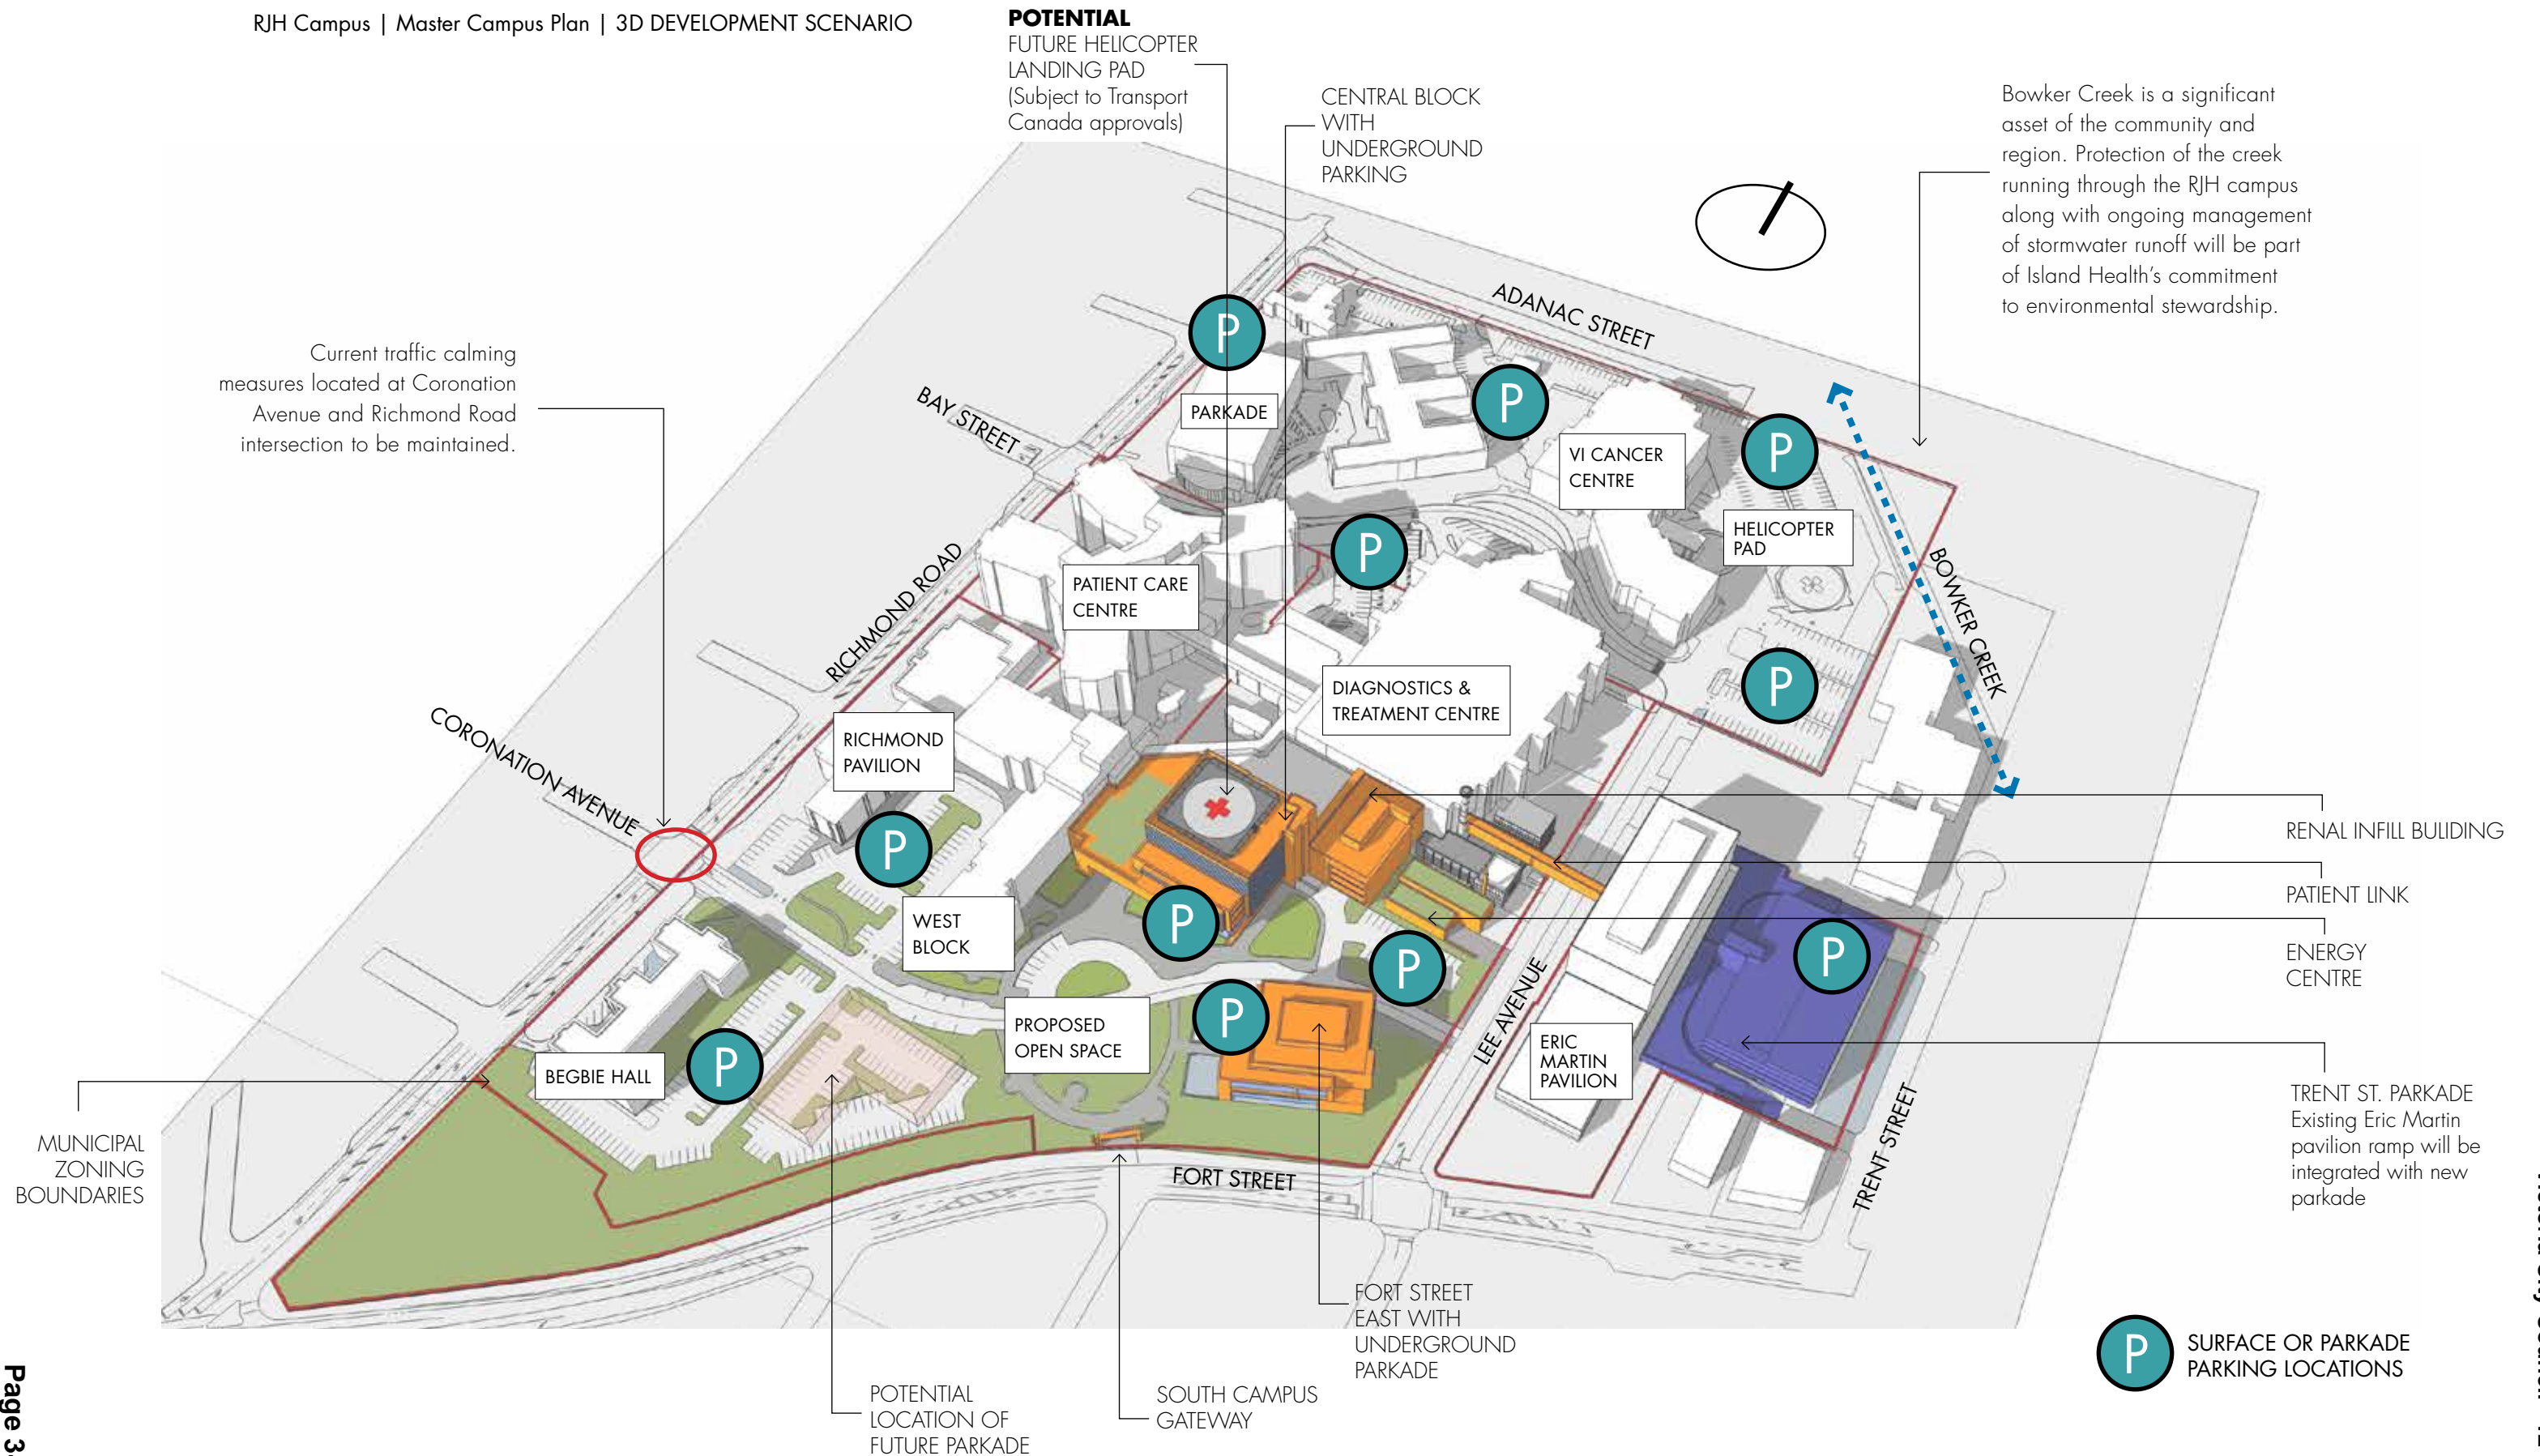 RJH Campus | Master Campus Plan | 3D DEVELOPMENT SCENARIO
POTENTIAL
FUTURE HELICOPTER
LANDING PAD
(Subject to Transport
Canada approvals)
CENTRAL BLOCK
WITH
UNDERGROUND
PARKING
Bowker Creek is a significant
asset of the community and
region. Protection of the creek
running through the RJH campus
along with ongoing management
of stormwater runoff will be part
of Island Health's commitment
to environmental stewardship.
Current traffic calming
measures located at Coronation
Avenue and Richmond Road
intersection to be maintained.
ADANAC STREET
P
PARKADE
P
BAY STREET
VI CANCER
CENTRE
P
HELICOPTER
PAD
P
BOWKER CREEK
RICHMOND ROAD
PATIENT CARE
CENTRE
DIAGNOSTICS &
TREATMENT CENTRE
P
CORONATION AVENUE
RICHMOND
PAVILION
P
WEST
BLOCK
P
P
P
P
RENAL INFILL BULIDING
PATIENT LINK
ENERGY
CENTRE
LEE AVENUE
PROPOSED
OPEN SPACE
P
ERIC
MARTIN
PAVILION
BEGBIE HALL
P
TRENT STREET
TRENT ST. PARKADE
Existing Eric Martin
pavilion ramp will be
integrated with new
parkade
MUNICIPAL
ZONING
BOUNDARIES
FORT STREET
FORT STREET
EAST WITH
UNDERGROUND
PARKADE
POTENTIAL
LOCATION OF
FUTURE PARKADE
SOUTH CAMPUS
GATEWAY
P
SURFACE OR PARKADE
PARKING LOCATIONS
Page